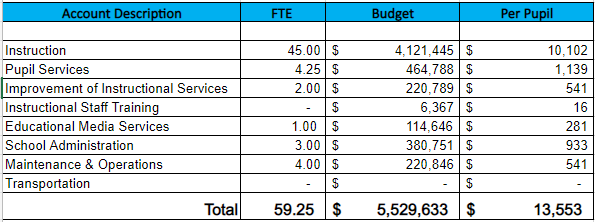 Account Description FTE Budget Per Pupil
Instruction 45.00 $ 4,121,445 $ 10,102
Pupil Services 4.25 $ 464,788 $ 1,139
Improvement of Instructional Services 2.00 $ 220,789 $ 541
Instructional Staff Training - $ 6,367 $ 16
Educational Media Services 1.00 $ 114,646 $ 281
School Administration 3.00 $ 380,751 $ 933
Maintenance & Operations 4.00 $ 220,846 $ 541
Transportation - $ - $ -
Total 59.25 $ 5,529,633 $ 13,553